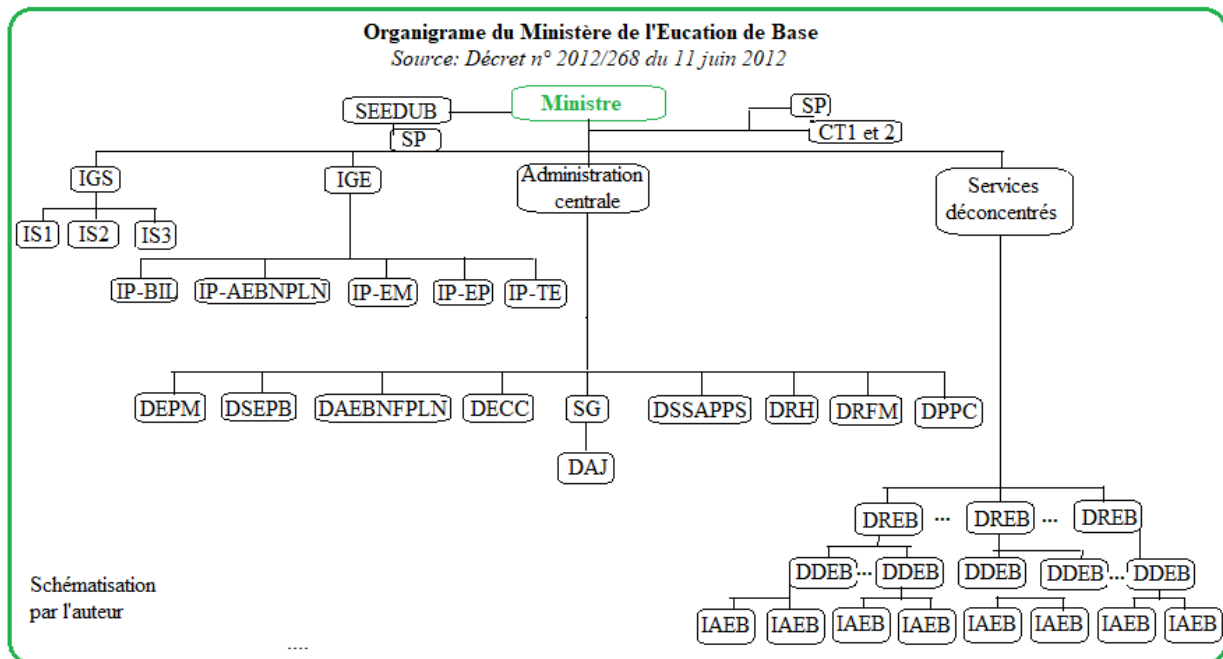 Organigrame du Ministère de l'Eucation de Base
Source: Décret n° 2012/268 du 11 juin 2012
SEEDUB
Ministre
SP
SP
CT1 et 2
IGS
IGE
Administration
centrale
Services
déconcentrés
IS1
IS2
IS3
IP-BIL
IP-AEBNPLN
IP-EM
IP-EP
IP-TE
DEPM
DSEPB
DAEBNFPLN
DECC
SG
DSSAPPS
DRH
DRFM
DPPC
DAJ
DREB ... DREB ... DREB
DDEB... DDEB DDEB DDEB... DDEB
IAEB IAEB IAEB IAEB IAEB IAEB IAEB IAEB
Schématisation
par l'auteur
....